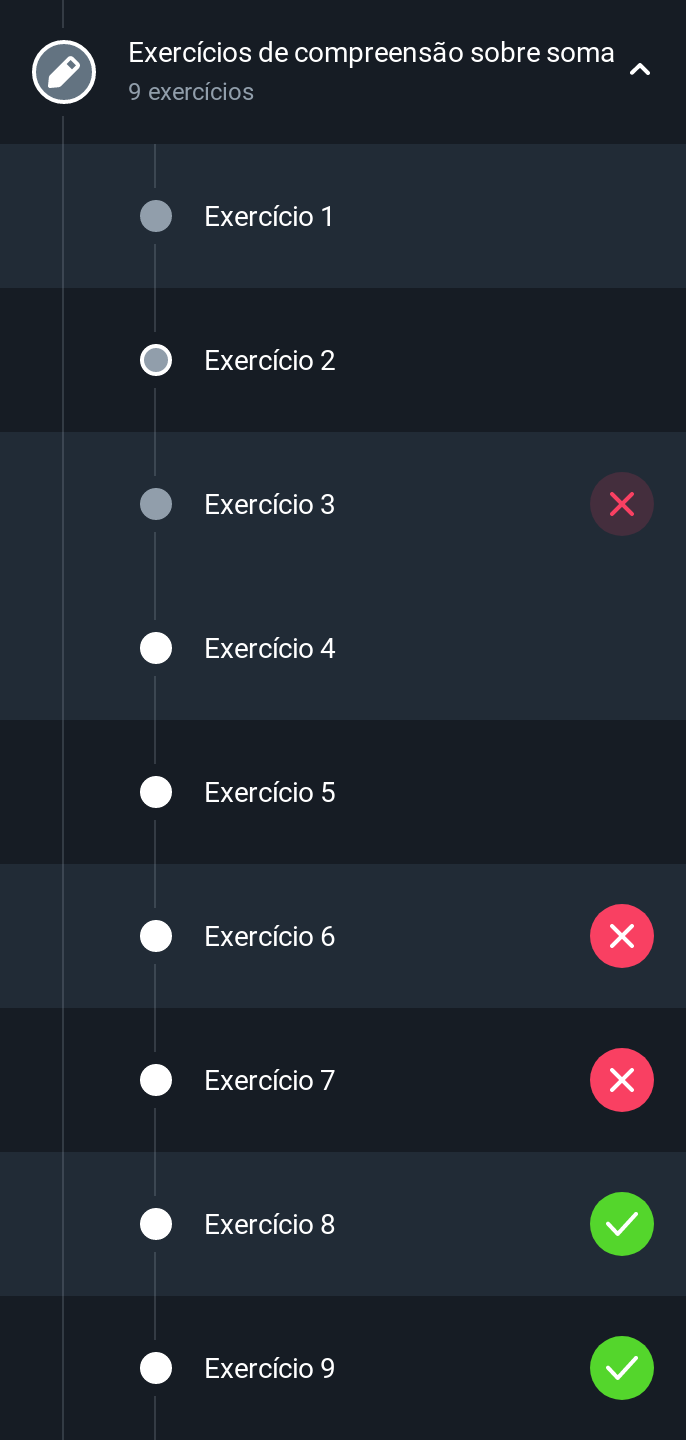 Exercícios de compreensão sobre soma
9 exercícios
Exercício 1
Exercício 2
Exercício 3
Exercício 4
Exercício 5
Exercício 6
Exercício 7
Exercício 8
Exercício 9